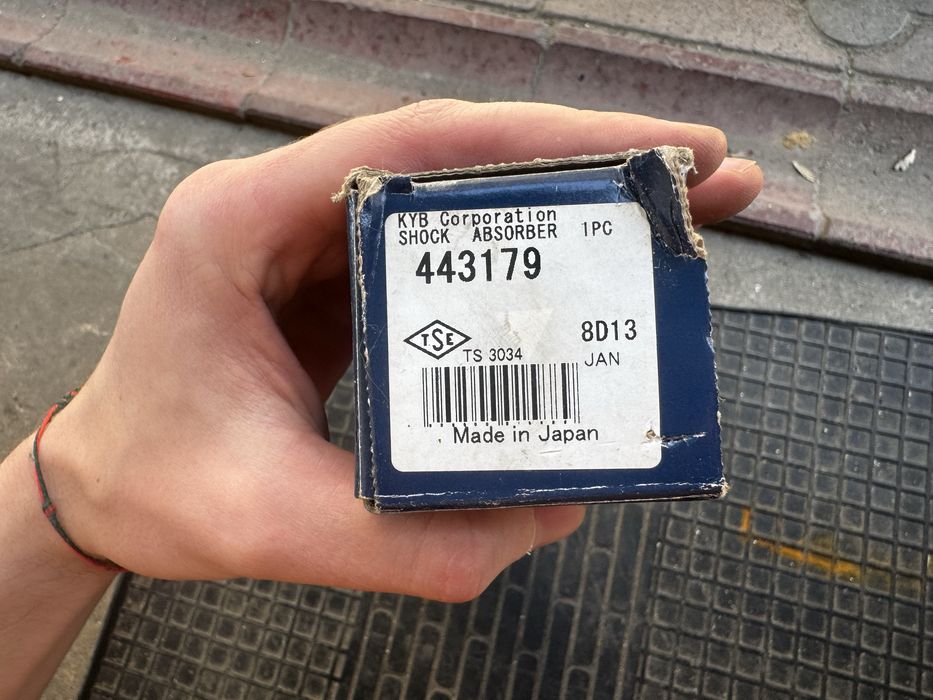 KYB Corporation
SHOCK ABSORBER 1PC
443179
TSE
8D13
TS 3034
JAN
Made in Japan